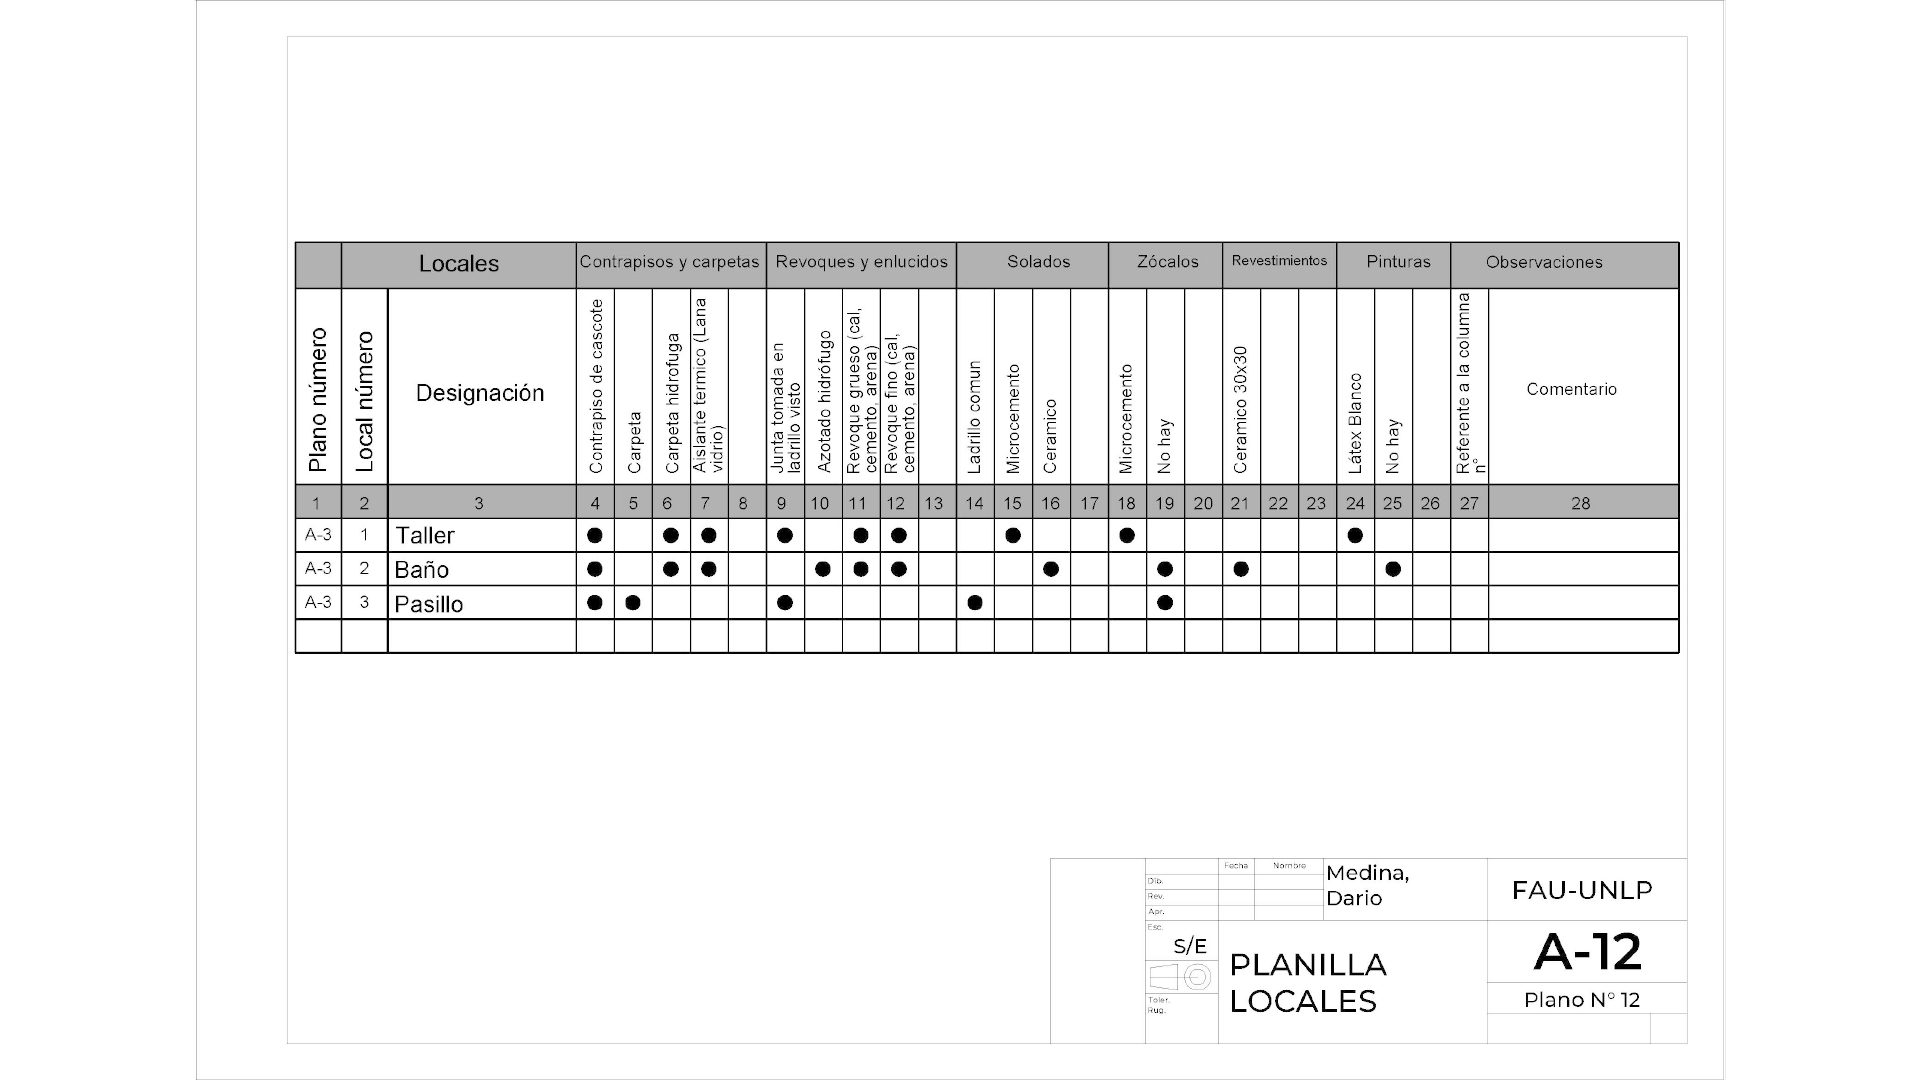 Locales Contrapisos y carpetas Revoques y enlucidos Solados Zócalos Revestimientos Pinturas Observaciones
Plano número
Local número
Designación
Contrapiso de cascote
Carpeta
Carpeta hidrofuga
Aislante termico (Lana
vidrio)
Junta tomada en
ladrillo visto
Azotado hidrófugo
Revoque grueso (cal,
cemento, arena)
Revoque fino (cal,
cemento, arena)
Ladrillo comun
Microcemento
Ceramico
Microcemento
No hay
Ceramico 30x30
Látex Blanco
No hay
Referente a la columna
n°
Comentario
1 2 3 4 5 6 7 8 9 10 11 12 13 14 15 16 17 18 19 20 21 22 23 24 25 26 27 28
A-3 1 Taller ● ● ● ● ● ● ● ● ●
A-3 2 Baño ● ● ● ● ● ● ● ● ● ●
A-3 3 Pasillo ● ● ● ● ●
Fecha Nombre
Dib.
Rev.
Apr.
Medina,
Dario
FAU-UNLP
Esc.
S/E
Toler.
Rug.
PLANILLA
LOCALES
A-12
Plano N° 12